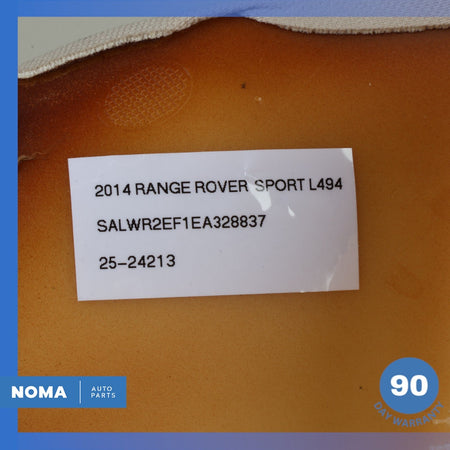 2014 RANGE ROVER SPORT L494
SALWR2EF1EA328837
25-24213
NOMA
AUTO
PARTS
90
DAY WARRANTY